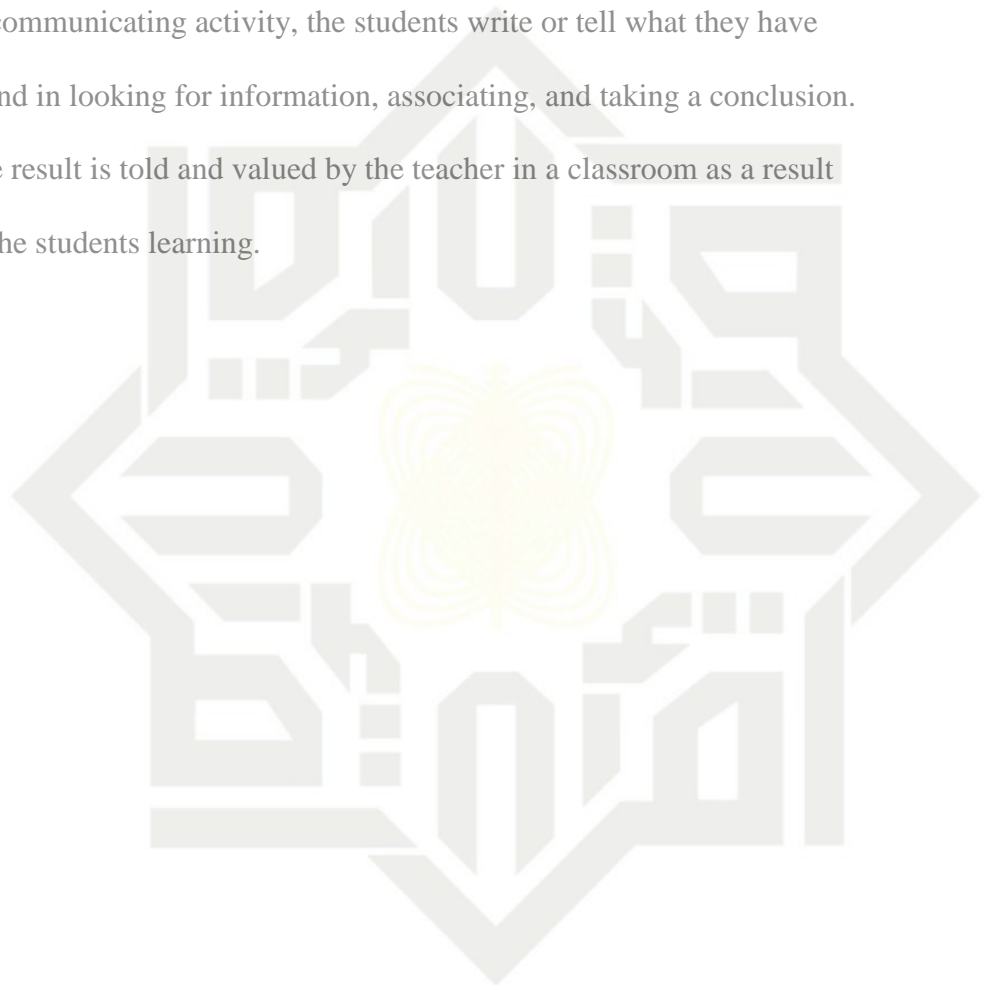 communicating activity, the students write or tell what they have
nd in looking for information, associating, and taking a conclusion.
e result is told and valued by the teacher in a classroom as a result
he students learning.